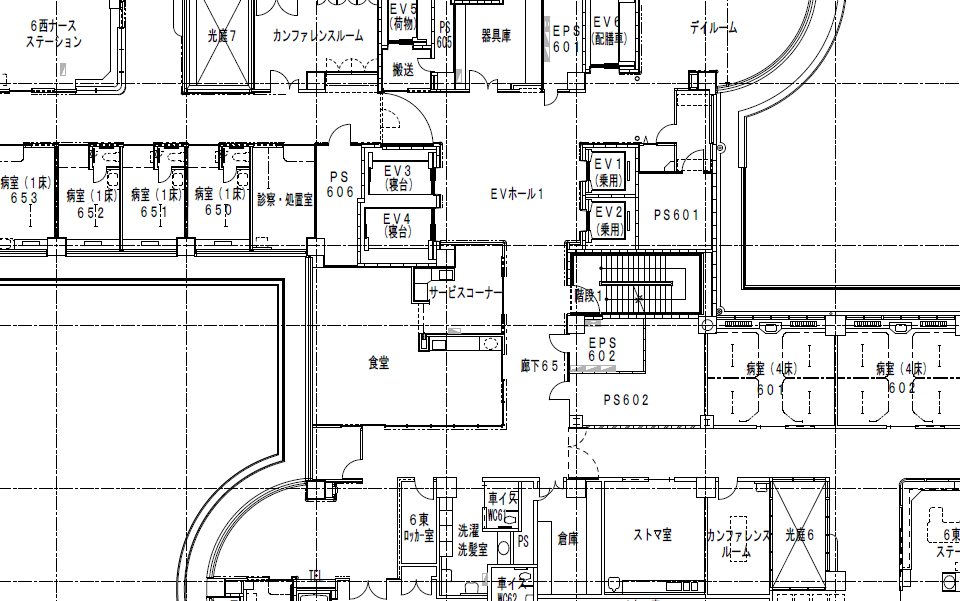 6西ナース
ステーション
光庭7
カンファレンスルーム
EV5
(荷物)
搬送
PS
605
器具庫
EPS
601
EV6
(配膳車)
デイルーム
病室(1床)
653
病室(1床)
652
病室(1床)
651
病室(1床)
650
診察・処置室
PS
606
EV3
(寝台)
EV4
(寝台)
EVホール1
EV1
(乗用)
EV2
(乗用)
PS601
サービスコーナー
階段1
食堂
廊下65
EPS
602
PS602
病室(4床)
601
病室(4床)
602
6東
ロッカー室
洗濯
洗髪室
車イス
WC61
PS
倉庫
ストマ室
カンファレンス
ルーム
光庭6
6東
ステー
TEL
車イス
WC62